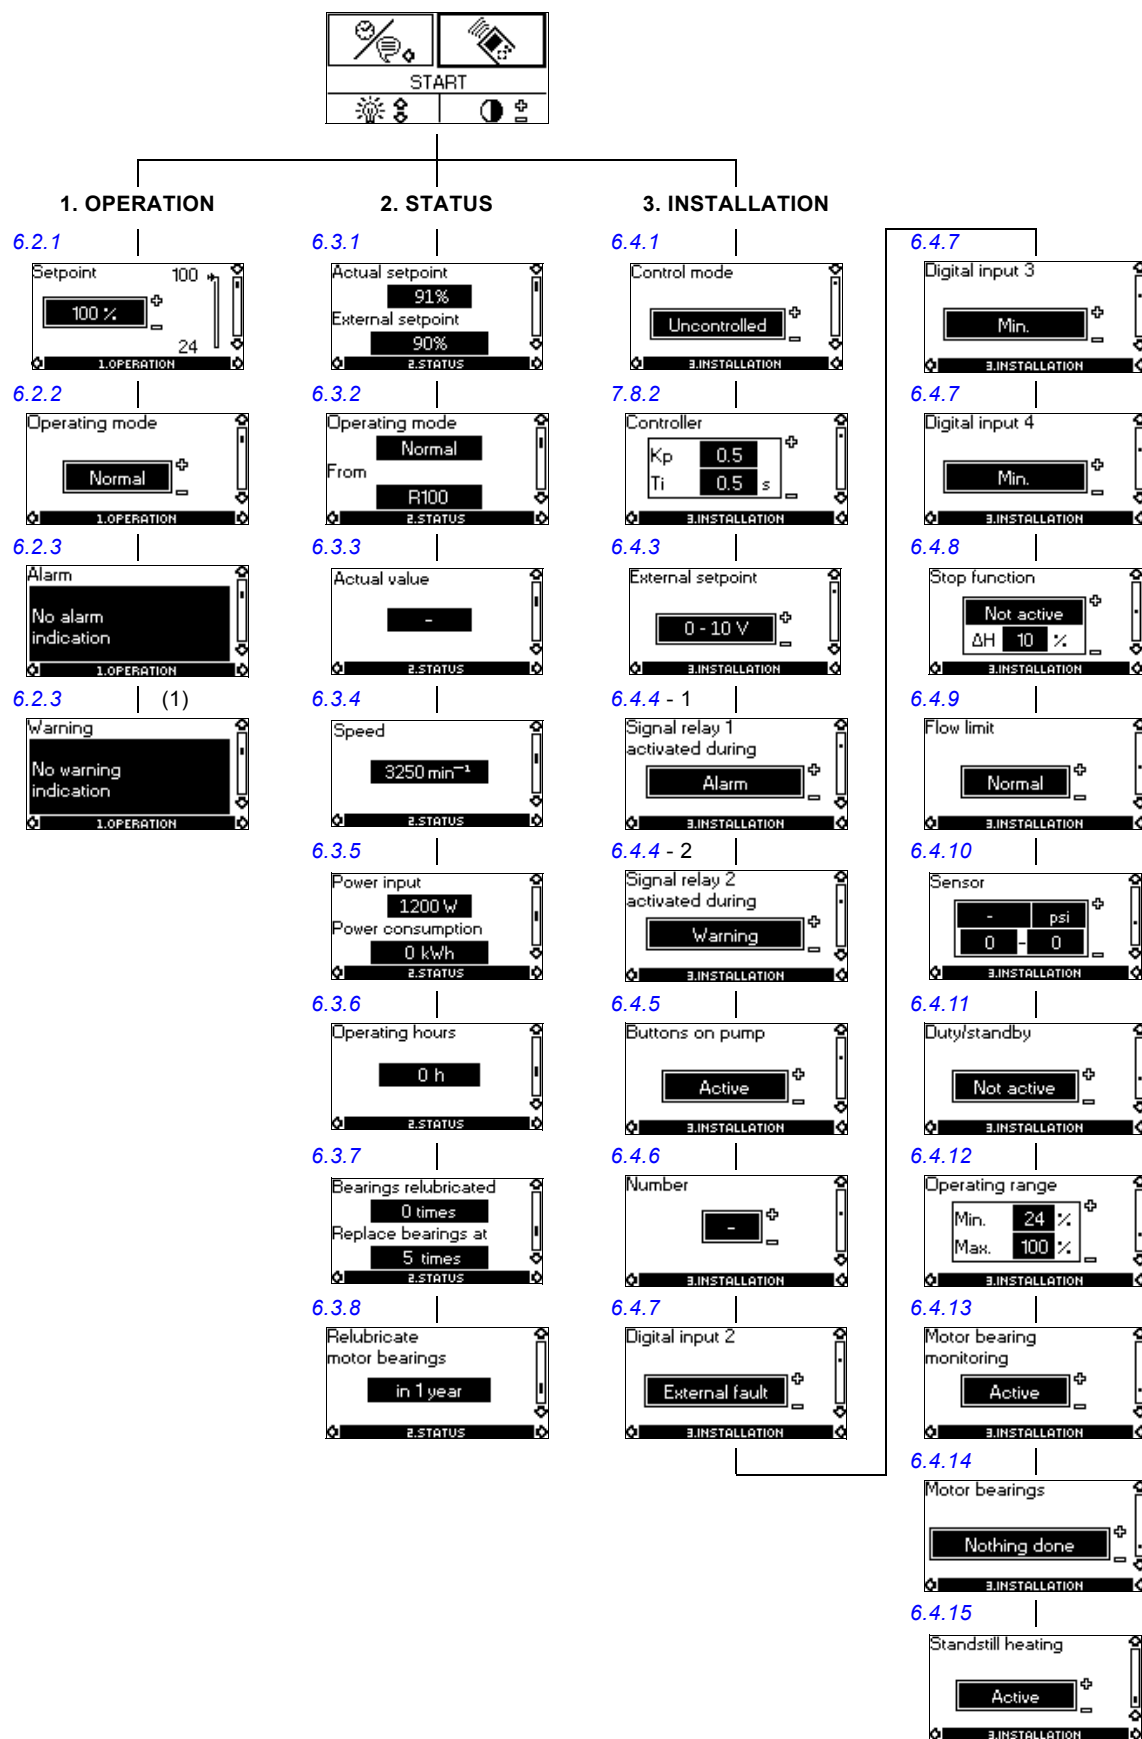 START
1. OPERATION
6.2.1
Setpoint
100
100 %
24
1.OPERATION
6.2.2
Operating mode
Normal
1.OPERATION
6.2.3
Alarm
No alarm
indication
1.OPERATION
6.2.3
(1)
Warning
No warning
indication
1.OPERATION
2. STATUS
6.3.1
Actual setpoint
91%
External setpoint
90%
2.STATUS
6.3.2
Operating mode
Normal
From
R100
2.STATUS
6.3.3
Actual value
-
2.STATUS
6.3.4
Speed
3250 min⁻¹
2.STATUS
6.3.5
Power input
1200 W
Power consumption
0 kWh
2.STATUS
6.3.6
Operating hours
0 h
2.STATUS
6.3.7
Bearings relubricated
0 times
Replace bearings at
5 times
2.STATUS
6.3.8
Relubricate
motor bearings
in 1 year
2.STATUS
3. INSTALLATION
6.4.1
Control mode
Uncontrolled
3.INSTALLATION
7.8.2
Controller
Kp 0.5
Ti 0.5 s
3.INSTALLATION
6.4.3
External setpoint
0 - 10 V
3.INSTALLATION
6.4.4 - 1
Signal relay 1
activated during
Alarm
3.INSTALLATION
6.4.4 - 2
Signal relay 2
activated during
Warning
3.INSTALLATION
6.4.5
Buttons on pump
Active
3.INSTALLATION
6.4.6
Number
-
3.INSTALLATION
6.4.7
Digital input 2
External fault
3.INSTALLATION
6.4.7
Digital input 3
Min.
3.INSTALLATION
6.4.7
Digital input 4
Min.
3.INSTALLATION
6.4.8
Stop function
Not active
ΔH 10 %
3.INSTALLATION
6.4.9
Flow limit
Normal
3.INSTALLATION
6.4.10
Sensor
- psi
0 - 0
3.INSTALLATION
6.4.11
Duty/standby
Not active
3.INSTALLATION
6.4.12
Operating range
Min. 24 %
Max. 100 %
3.INSTALLATION
6.4.13
Motor bearing
monitoring
Active
3.INSTALLATION
6.4.14
Motor bearings
Nothing done
3.INSTALLATION
6.4.15
Standstill heating
Active
3.INSTALLATION